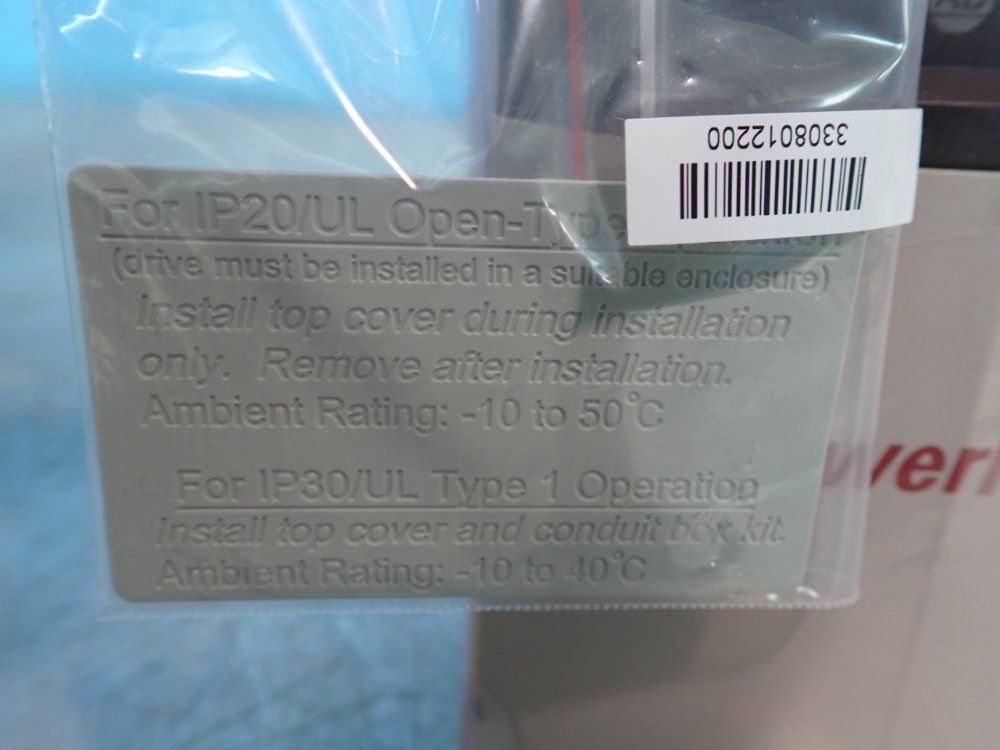 AB
3308012200
For IP20/UL Open-Type
(drive must be installed in a suitable enclosure)
Install top cover during installation
only. Remove after installation.
Ambient Rating: -10 to 50°C
For IP30/UL Type 1 Operation
Install top cover and conduit box kit.
Ambient Rating: -10 to 40°C